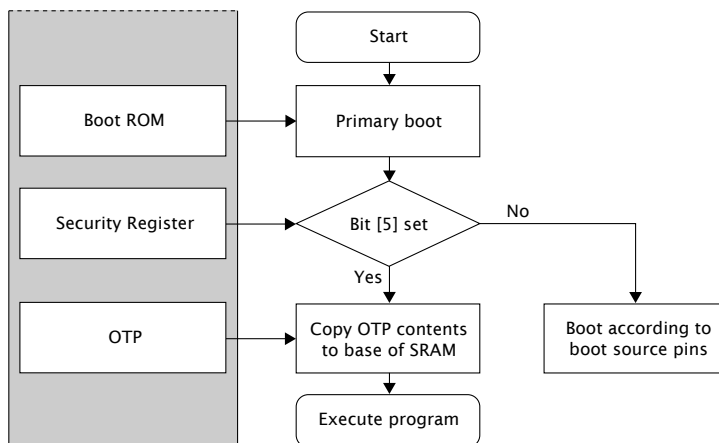 Start
Boot ROM
Primary boot
Security Register
Bit [5] set
No
Yes
OTP
Copy OTP contents
to base of SRAM
Boot according to
boot source pins
Execute program